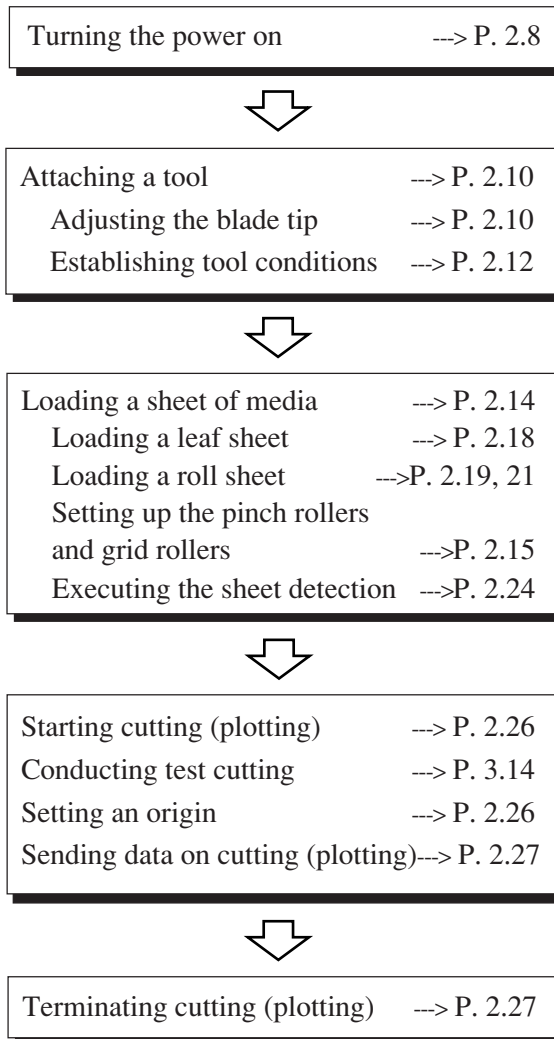 Turning the power on ---> P. 2.8
Attaching a tool ---> P. 2.10
Adjusting the blade tip ---> P. 2.10
Establishing tool conditions ---> P. 2.12
Loading a sheet of media ---> P. 2.14
Loading a leaf sheet ---> P. 2.18
Loading a roll sheet --->P. 2.19, 21
Setting up the pinch rollers
and grid rollers --->P. 2.15
Executing the sheet detection --->P. 2.24
Starting cutting (plotting) ---> P. 2.26
Conducting test cutting ---> P. 3.14
Setting an origin ---> P. 2.26
Sending data on cutting (plotting)---> P. 2.27
Terminating cutting (plotting) ---> P. 2.27